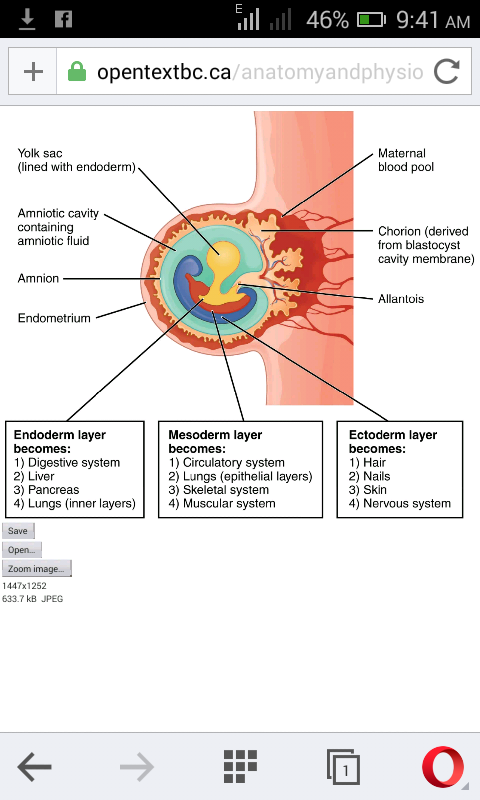 E
46%
9:41 AM
opentextbc.ca/anatomyandphysio
Yolk sac
(lined with endoderm)
Amniotic cavity
containing
amniotic fluid
Amnion
Endometrium
Maternal
blood pool
Chorion (derived
from blastocyst
cavity membrane)
Allantois
Endoderm layer
becomes:
1) Digestive system
2) Liver
3) Pancreas
4) Lungs (inner layers)
Mesoderm layer
becomes:
1) Circulatory system
2) Lungs (epithelial layers)
3) Skeletal system
4) Muscular system
Ectoderm layer
becomes:
1) Hair
2) Nails
3) Skin
4) Nervous system
Save
Open...
Zoom image...
1447x1252
633.7 kB JPEG
1